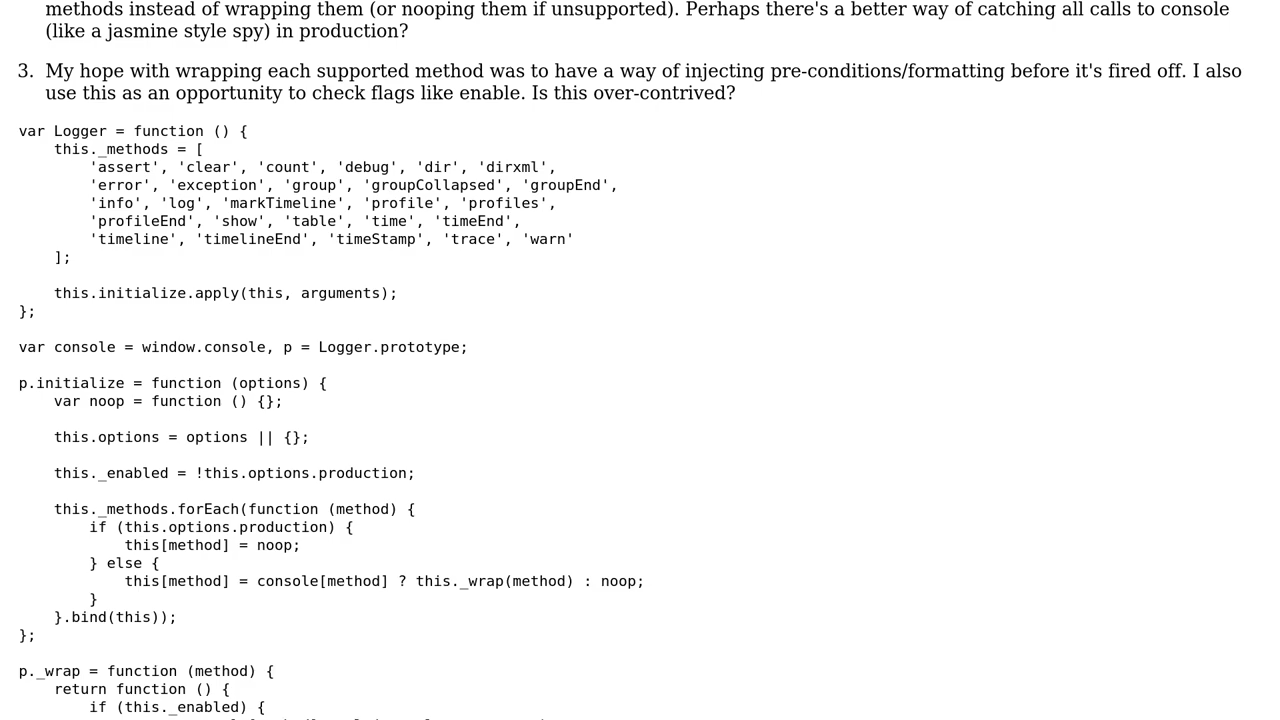 methods instead of wrapping them (or nooping them if unsupported). Perhaps there's a better way of catching all calls to console
(like a jasmine style spy) in production?
3. My hope with wrapping each supported method was to have a way of injecting pre-conditions/formatting before it's fired off. I also
use this as an opportunity to check flags like enable. Is this over-contrived?
var Logger = function () {
    this._methods = [
        'assert', 'clear', 'count', 'debug', 'dir', 'dirxml',
        'error', 'exception', 'group', 'groupCollapsed', 'groupEnd',
        'info', 'log', 'markTimeline', 'profile', 'profiles',
        'profileEnd', 'show', 'table', 'time', 'timeEnd',
        'timeline', 'timelineEnd', 'timeStamp', 'trace', 'warn'
    ];
    this.initialize.apply(this, arguments);
};
var console = window.console, p = Logger.prototype;
p.initialize = function (options) {
    var noop = function () {};
    this.options = options || {};
    this._enabled = !this.options.production;
    this._methods.forEach(function (method) {
        if (this.options.production) {
            this[method] = noop;
        } else {
            this[method] = console[method] ? this._wrap(method) : noop;
        }
    }.bind(this));
};
p._wrap = function (method) {
    return function () {
        if (this._enabled) {